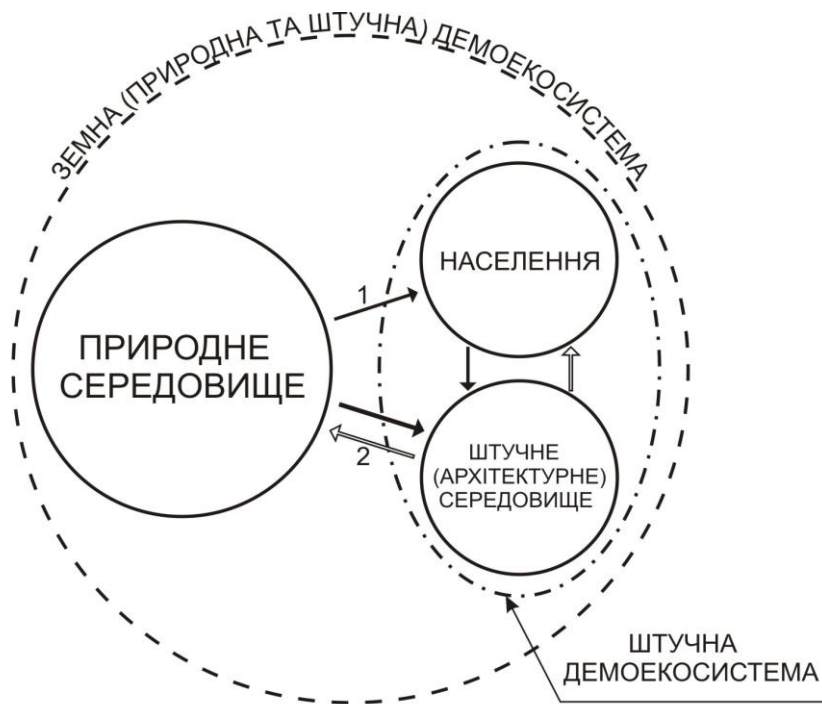 ЗЕМНА (ПРИРОДНА ТА ШТУЧНА) ДЕМОЕКОСИСТЕМА
НАСЕЛЕННЯ
1
ПРИРОДНЕ
СЕРЕДОВИЩЕ
2
ШТУЧНЕ
(АРХІТЕКТУРНЕ)
СЕРЕДОВИЩЕ
ШТУЧНА
ДЕМОЕКОСИСТЕМА